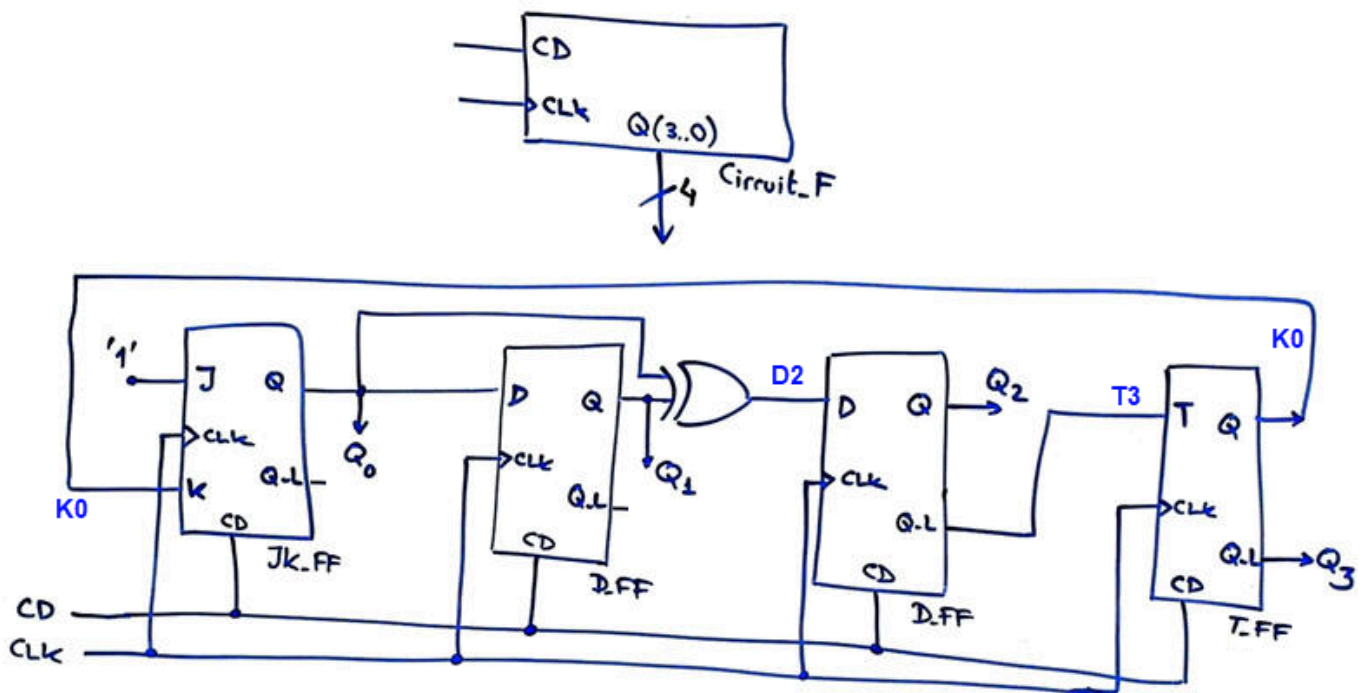 CD
CLK
Q(3..0)
4
Circuit_F
K0
'1'
J
Q
CLK
K
Q_L
CD
JK_FF
K0
Q0
D
Q
CLK
Q_L
CD
D_FF
Q1
D2
D
Q
CLK
Q_L
CD
D_FF
Q2
T3
T
Q
CLK
Q_L
CD
T_FF
Q3
CD
CLK